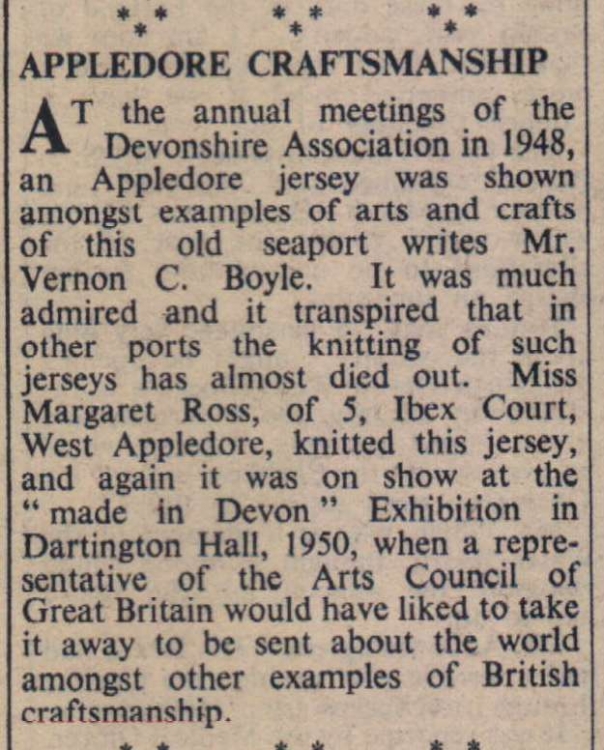 APPLEDORE CRAFTSMANSHIP
AT the annual meetings of the
Devonshire Association in 1948,
an Appledore jersey was shown
amongst examples of arts and crafts
of this old seaport writes Mr.
Vernon C. Boyle. It was much
admired and it transpired that in
other ports the knitting of such
jerseys has almost died out. Miss
Margaret Ross, of 5, Ibex Court,
West Appledore, knitted this jersey,
and again it was on show at the
“ made in Devon ” Exhibition in
Dartington Hall, 1950, when a repre-
sentative of the Arts Council of
Great Britain would have liked to take
it away to be sent about the world
amongst other examples of British
craftsmanship.